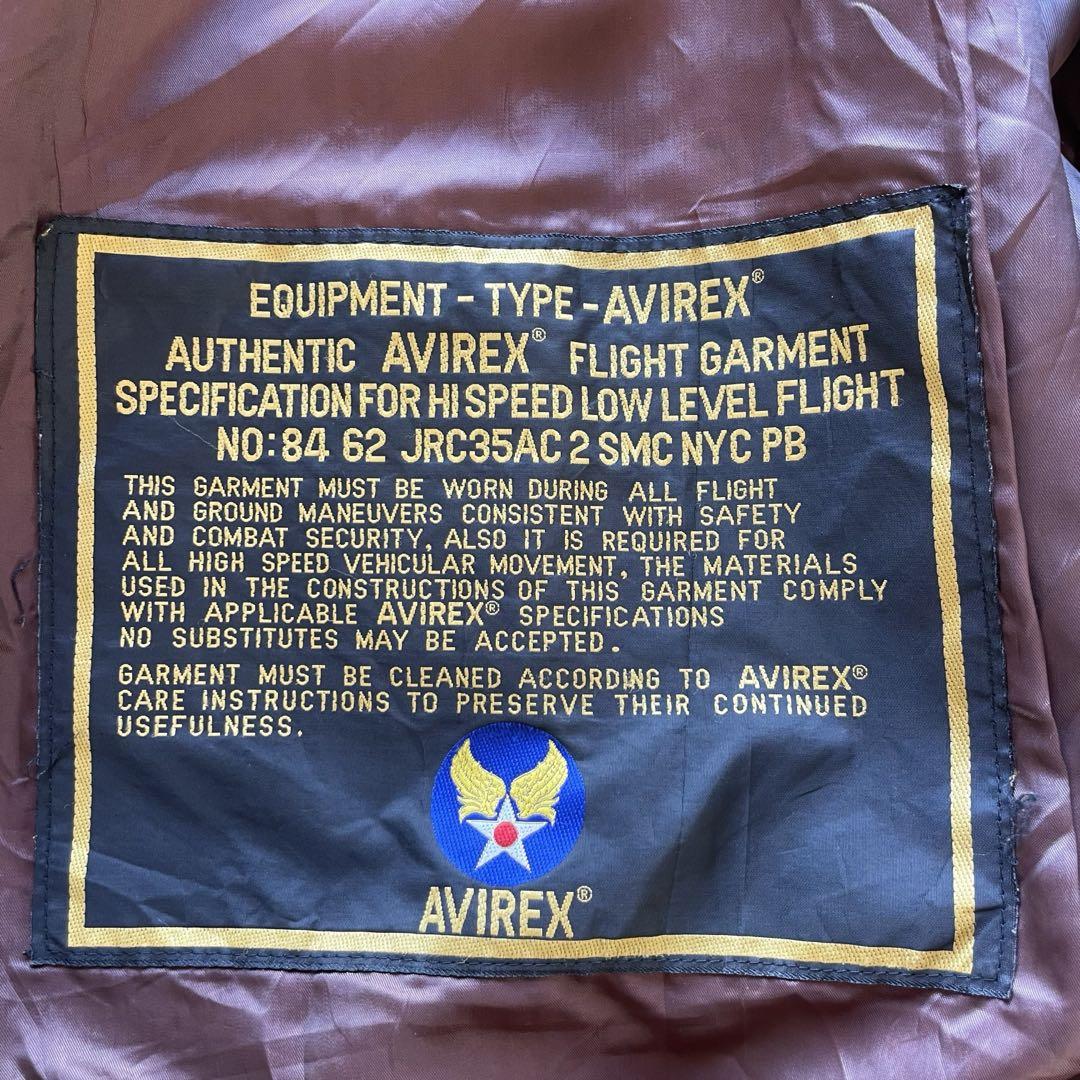 EQUIPMENT - TYPE - AVIREX®
AUTHENTIC AVIREX® FLIGHT GARMENT
SPECIFICATION FOR HI SPEED LOW LEVEL FLIGHT
NO: 84 62 JRC35AC 2 SMC NYC PB
THIS GARMENT MUST BE WORN DURING ALL FLIGHT
AND GROUND MANEUVERS CONSISTENT WITH SAFETY
AND COMBAT SECURITY, ALSO IT IS REQUIRED FOR
ALL HIGH SPEED VEHICULAR MOVEMENT, THE MATERIALS
USED IN THE CONSTRUCTIONS OF THIS GARMENT COMPLY
WITH APPLICABLE AVIREX® SPECIFICATIONS
NO SUBSTITUTES MAY BE ACCEPTED.
GARMENT MUST BE CLEANED ACCORDING TO AVIREX®
CARE INSTRUCTIONS TO PRESERVE THEIR CONTINUED
USEFULNESS.
AVIREX®